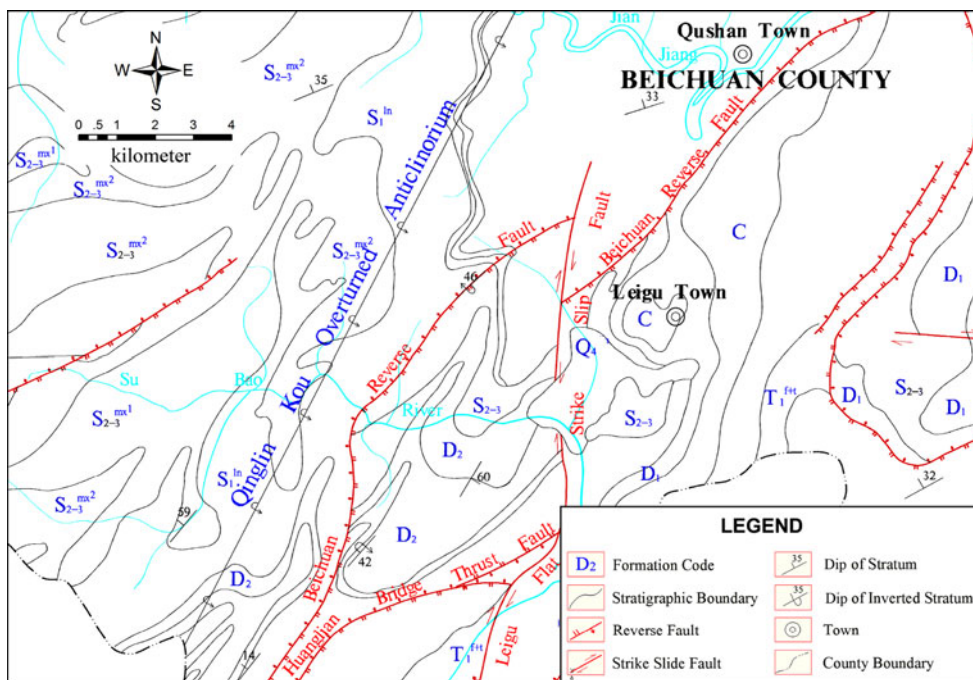 Jian
Qushan Town
Jiang
BEICHUAN COUNTY
N
W E
S
0 .5 1 2 3 4
kilometer
S2-3mx2
35
33
S1ln
S2-3mx1
S2-3mx2
S2-3mx2
S2-3mx2
Qinglin Kou Overturned Anticlinorium
Beichuan Reverse Fault
46
Beichuan Reverse Fault
Leigu Flat Strike Slip Fault
C
D1
Leigu Town
C
Q4
Su Bao River
S2-3
S2-3
T1f+t
D1
S2-3
D1
S2-3mx1
D2
D1
S2-3mx2
S1ln
59
60
32
D2
42
D2
Huanglian Bridge Thrust Fault
14
T1f+t
LEGEND
D2 Formation Code
35 Dip of Stratum
Stratigraphic Boundary
35 Dip of Inverted Stratum
Reverse Fault
Town
Strike Slide Fault
County Boundary